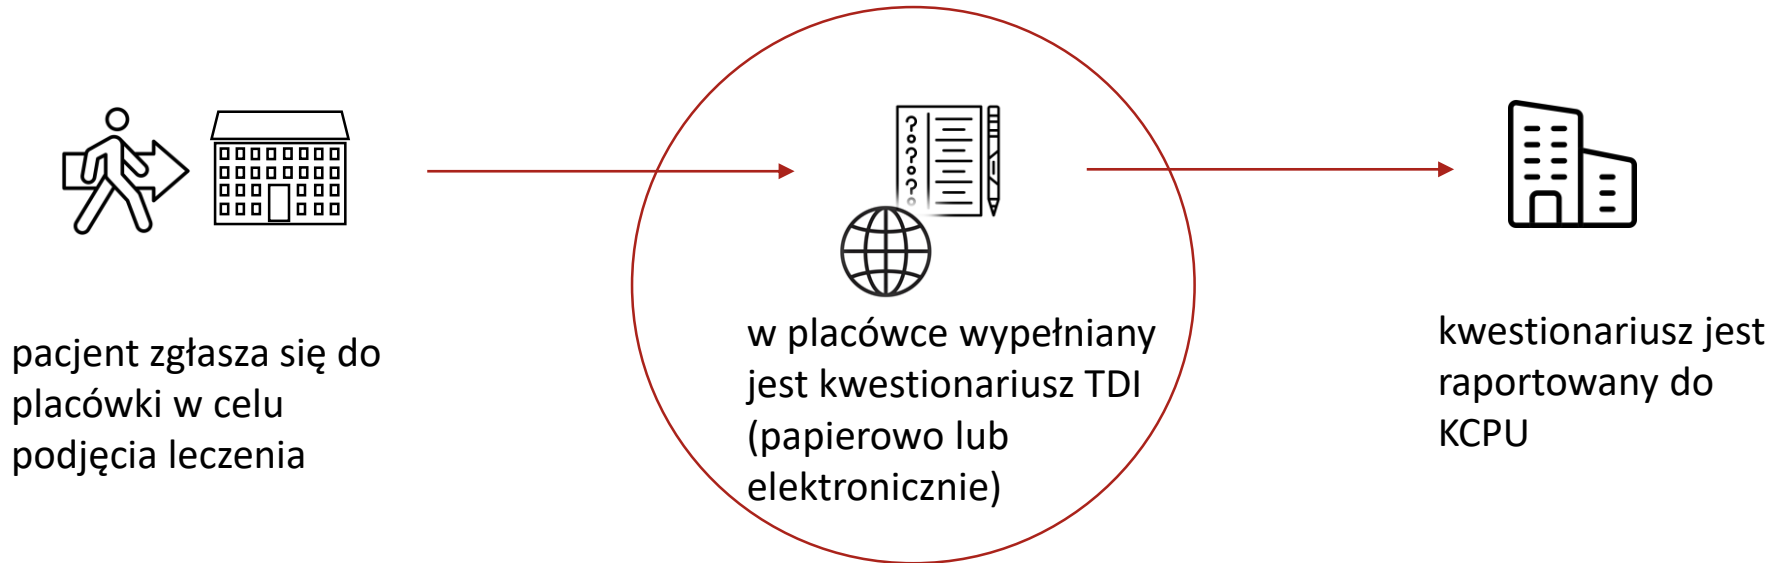 pacjent zgłasza się do
placówki w celu
podjęcia leczenia
w placówce wypełniany
jest kwestionariusz TDI
(papierowo lub
elektronicznie)
kwestionariusz jest
raportowany do
KCPU